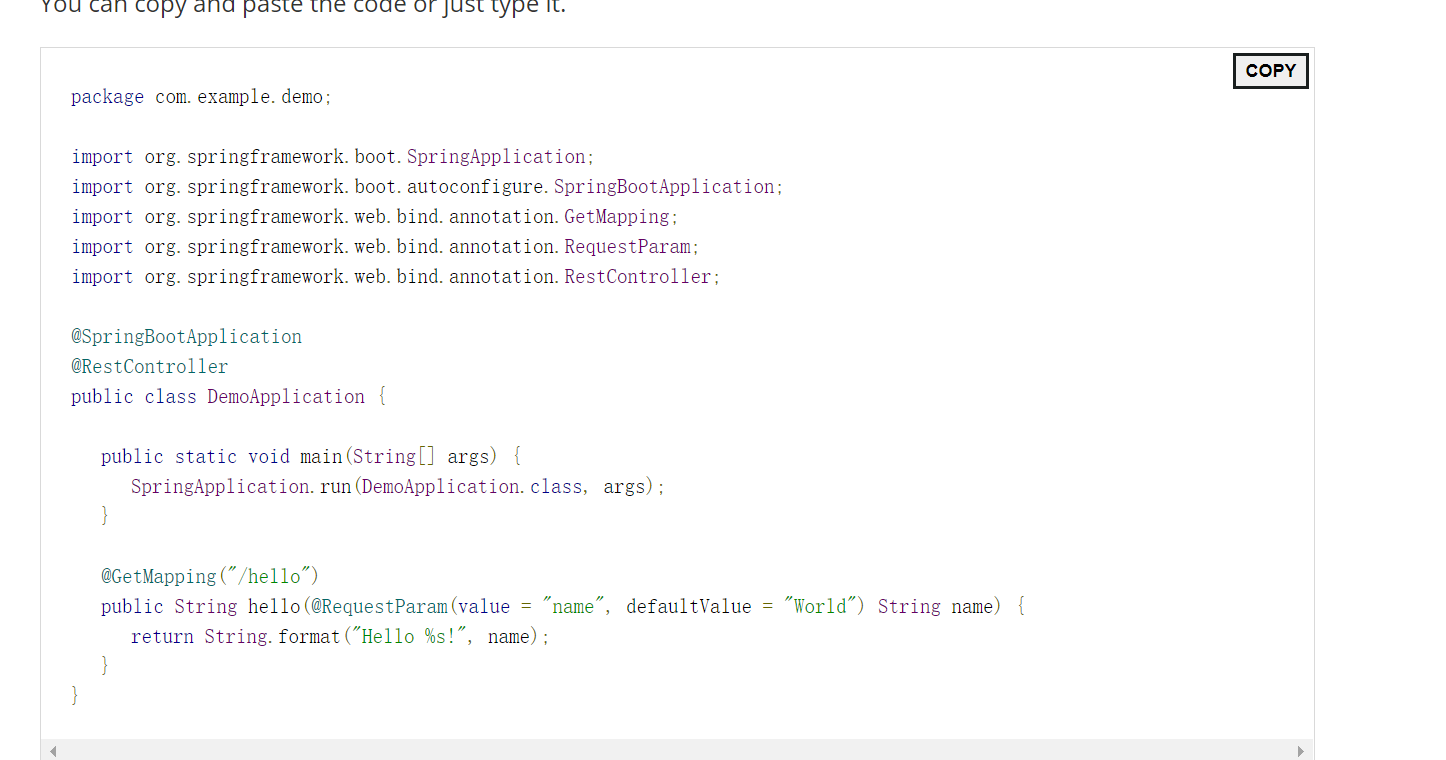 You can copy and paste the code or just type it.
COPY
package com.example.demo;
import org.springframework.boot.SpringApplication;
import org.springframework.boot.autoconfigure.SpringBootApplication;
import org.springframework.web.bind.annotation.GetMapping;
import org.springframework.web.bind.annotation.RequestParam;
import org.springframework.web.bind.annotation.RestController;
@SpringBootApplication
@RestController
public class DemoApplication {
public static void main(String[] args) {
SpringApplication.run(DemoApplication.class, args);
}
@GetMapping("/hello")
public String hello(@RequestParam(value = "name", defaultValue = "World") String name) {
return String.format("Hello %s!", name);
}
}